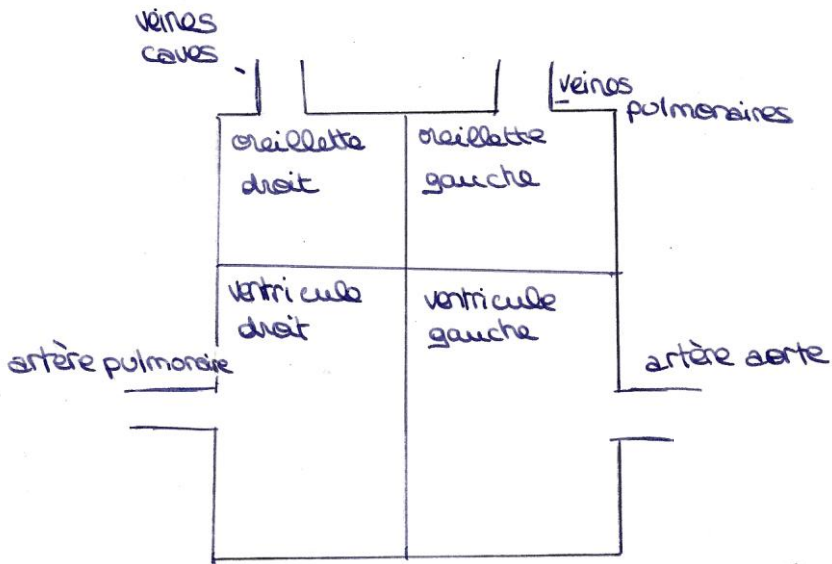 veines
caves
veines
pulmonaires
oreillette
droit
oreillette
gauche
ventricule
droit
ventricule
gauche
artère pulmonaire
artère aorte